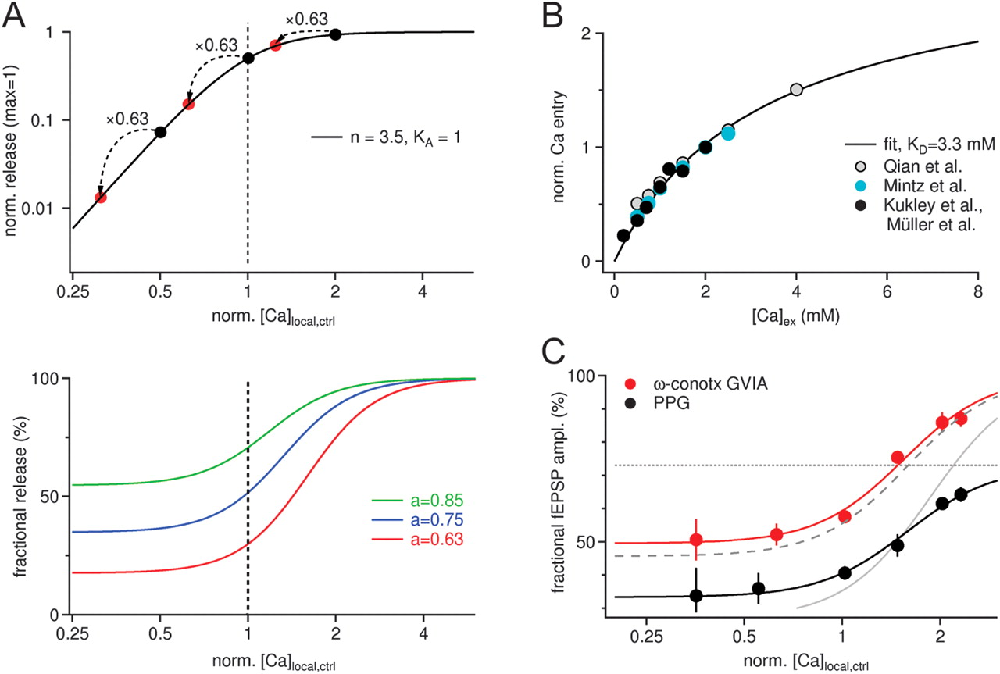 A
norm. release (max=1)
1
0.1
0.01
×0.63
×0.63
×0.63
n = 3.5, K_A = 1
0.25 0.5 1 2 4
norm. [Ca]local,ctrl
fractional release (%)
100
50
0
a=0.85
a=0.75
a=0.63
0.25 0.5 1 2 4
norm. [Ca]local,ctrl
B
norm. Ca entry
2
1
0
fit, K_D=3.3 mM
Qian et al.
Mintz et al.
Kukley et al.,
Müller et al.
0 2 4 6 8
[Ca]ex (mM)
C
fractional fEPSP ampl. (%)
100
50
ω-conotx GVIA
PPG
0.25 0.5 1 2
norm. [Ca]local,ctrl